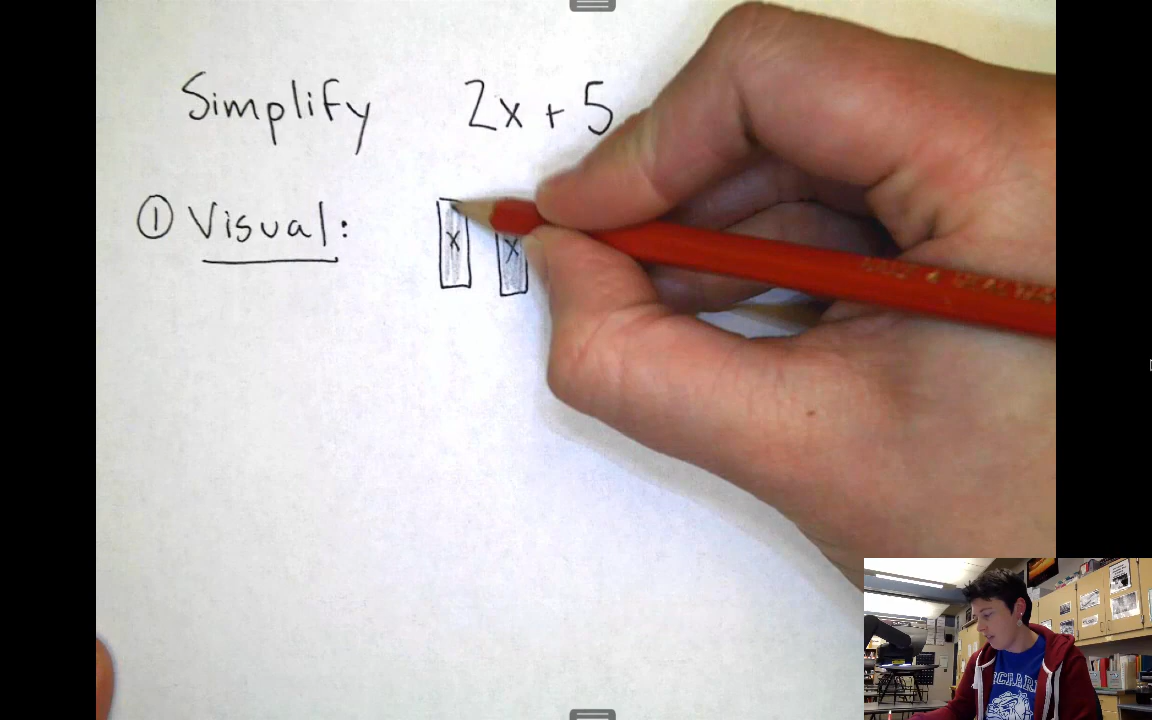 Simplify 2x + 5
① Visual:
x x